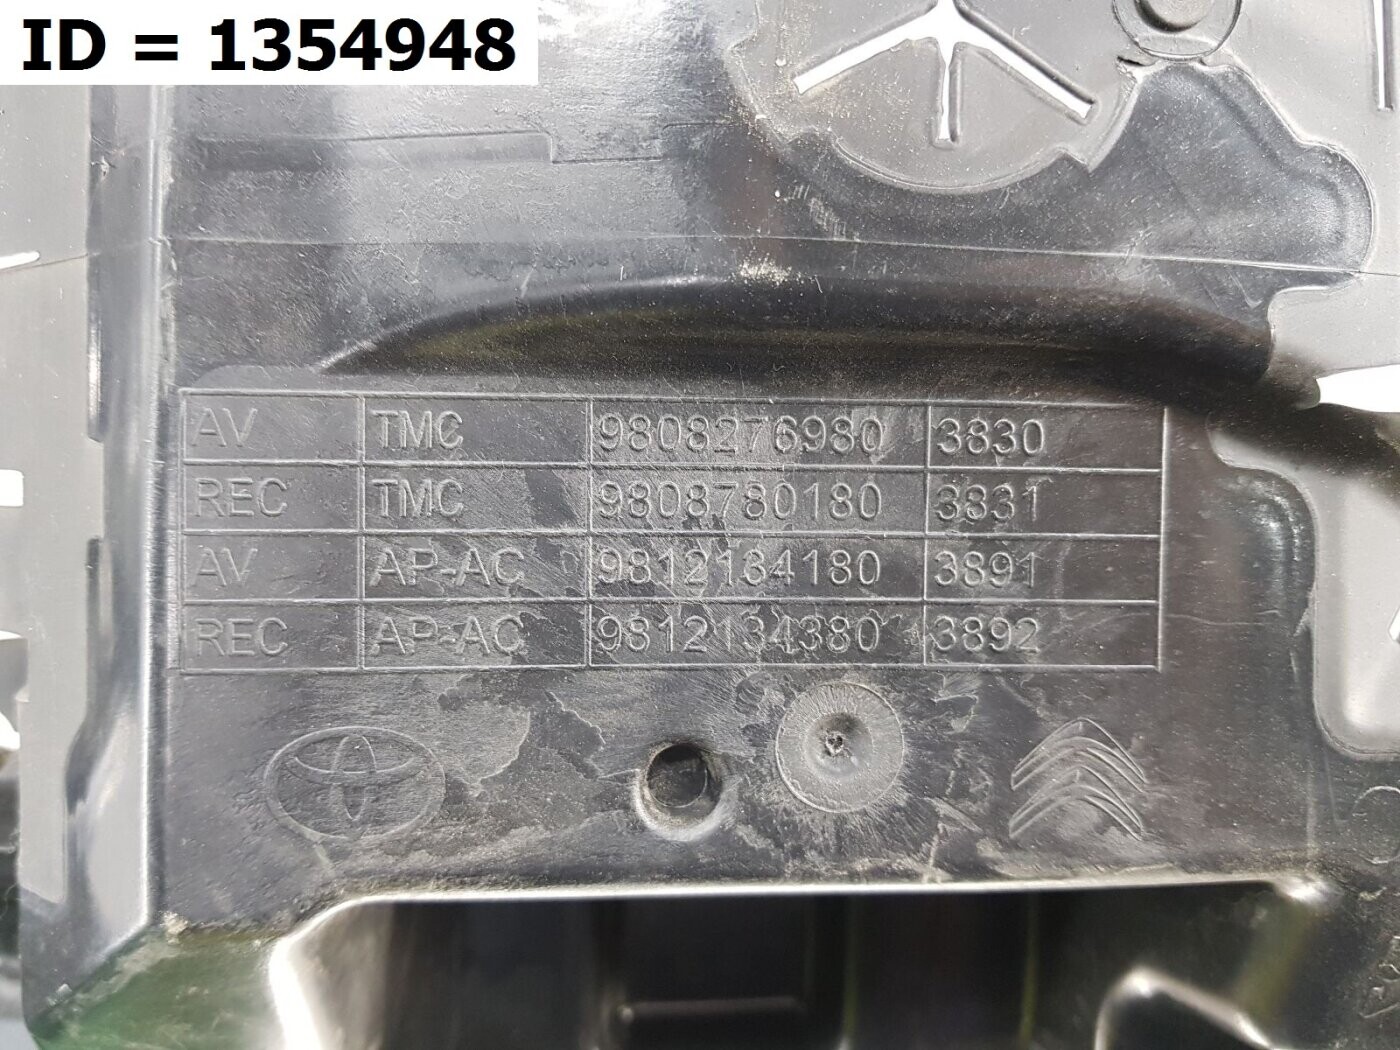 ID = 1354948
AV TMC 9808276980 3830
REC TMC 9808780180 3831
AV AP-AC 9812134180 3891
REC AP-AC 9812134380 3892